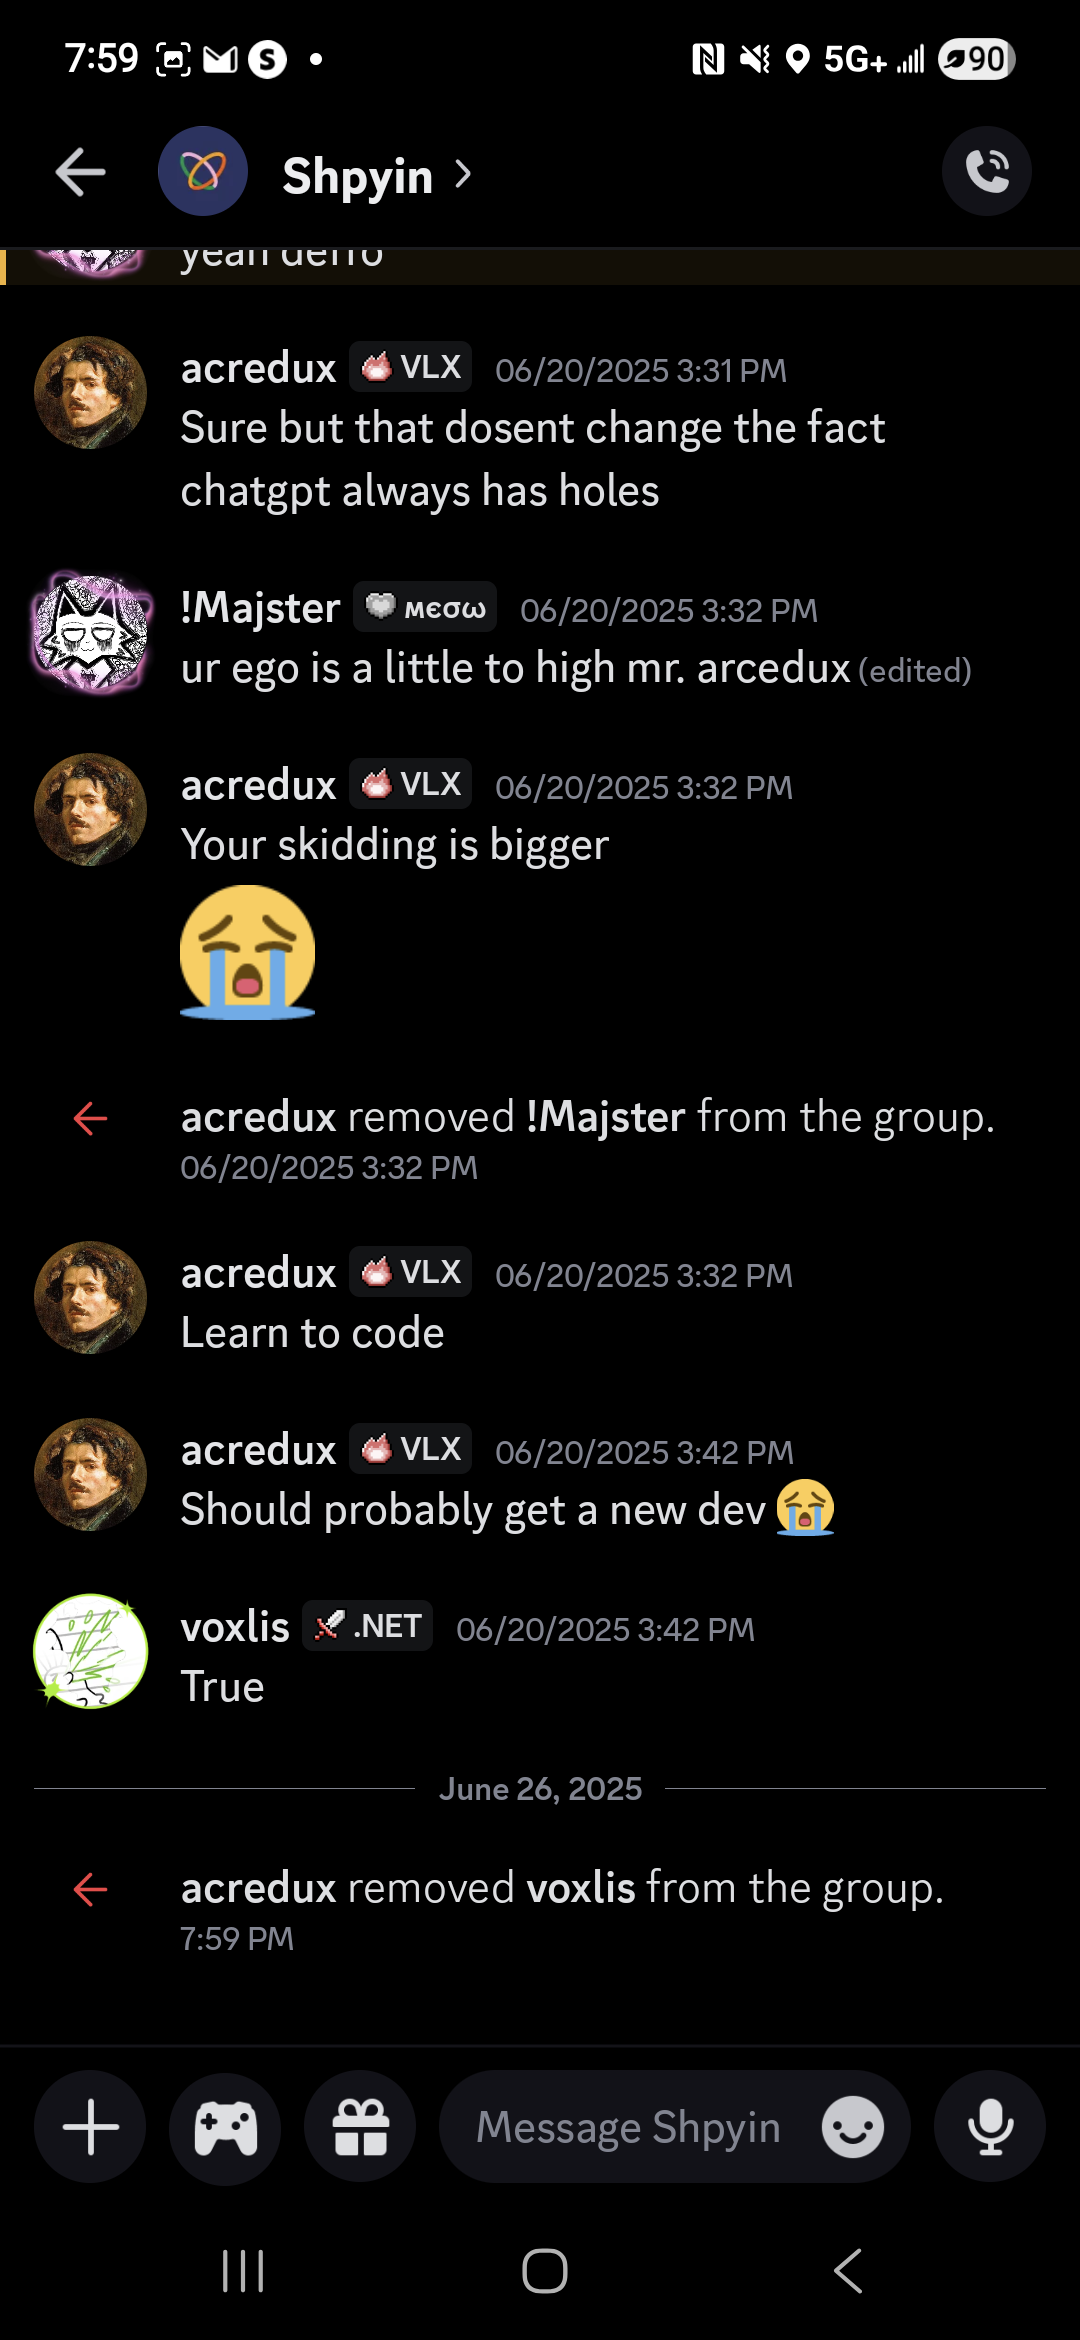 7:59 S 5G+ 90
Shpyin
yeah deffo
acredux VLX 06/20/2025 3:31 PM
Sure but that dosent change the fact
chatgpt always has holes
!Majster мєσω 06/20/2025 3:32 PM
ur ego is a little to high mr. arcedux (edited)
acredux VLX 06/20/2025 3:32 PM
Your skidding is bigger
acredux removed !Majster from the group.
06/20/2025 3:32 PM
acredux VLX 06/20/2025 3:32 PM
Learn to code
acredux VLX 06/20/2025 3:42 PM
Should probably get a new dev 😭
voxlis .NET 06/20/2025 3:42 PM
True
June 26, 2025
acredux removed voxlis from the group.
7:59 PM
Message Shpyin